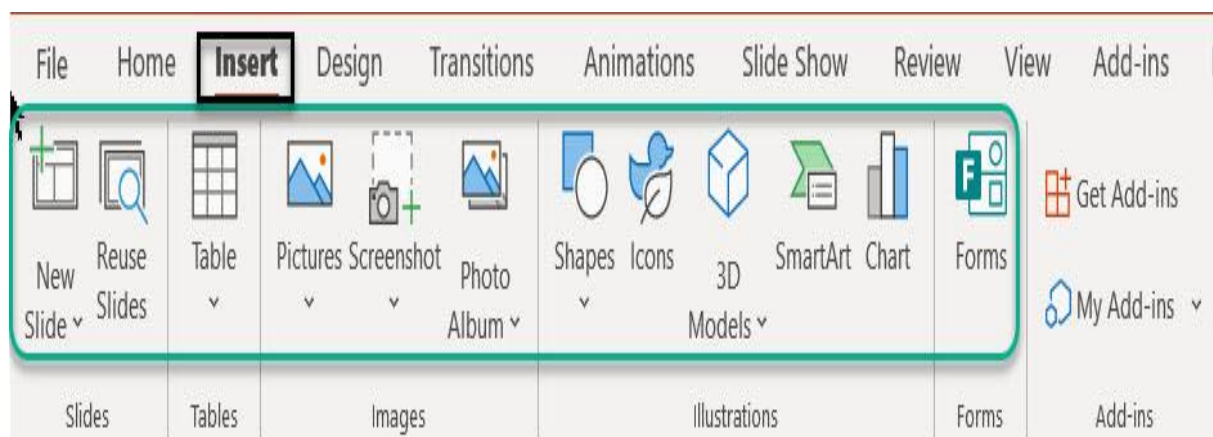 File Home Insert Design Transitions Animations Slide Show Review View Add-ins
New Slide
Reuse Slides
Table
Pictures
Screenshot
Photo Album
Shapes
Icons
3D Models
SmartArt
Chart
F
Forms
Get Add-ins
My Add-ins
Slides Tables Images Illustrations Forms Add-ins